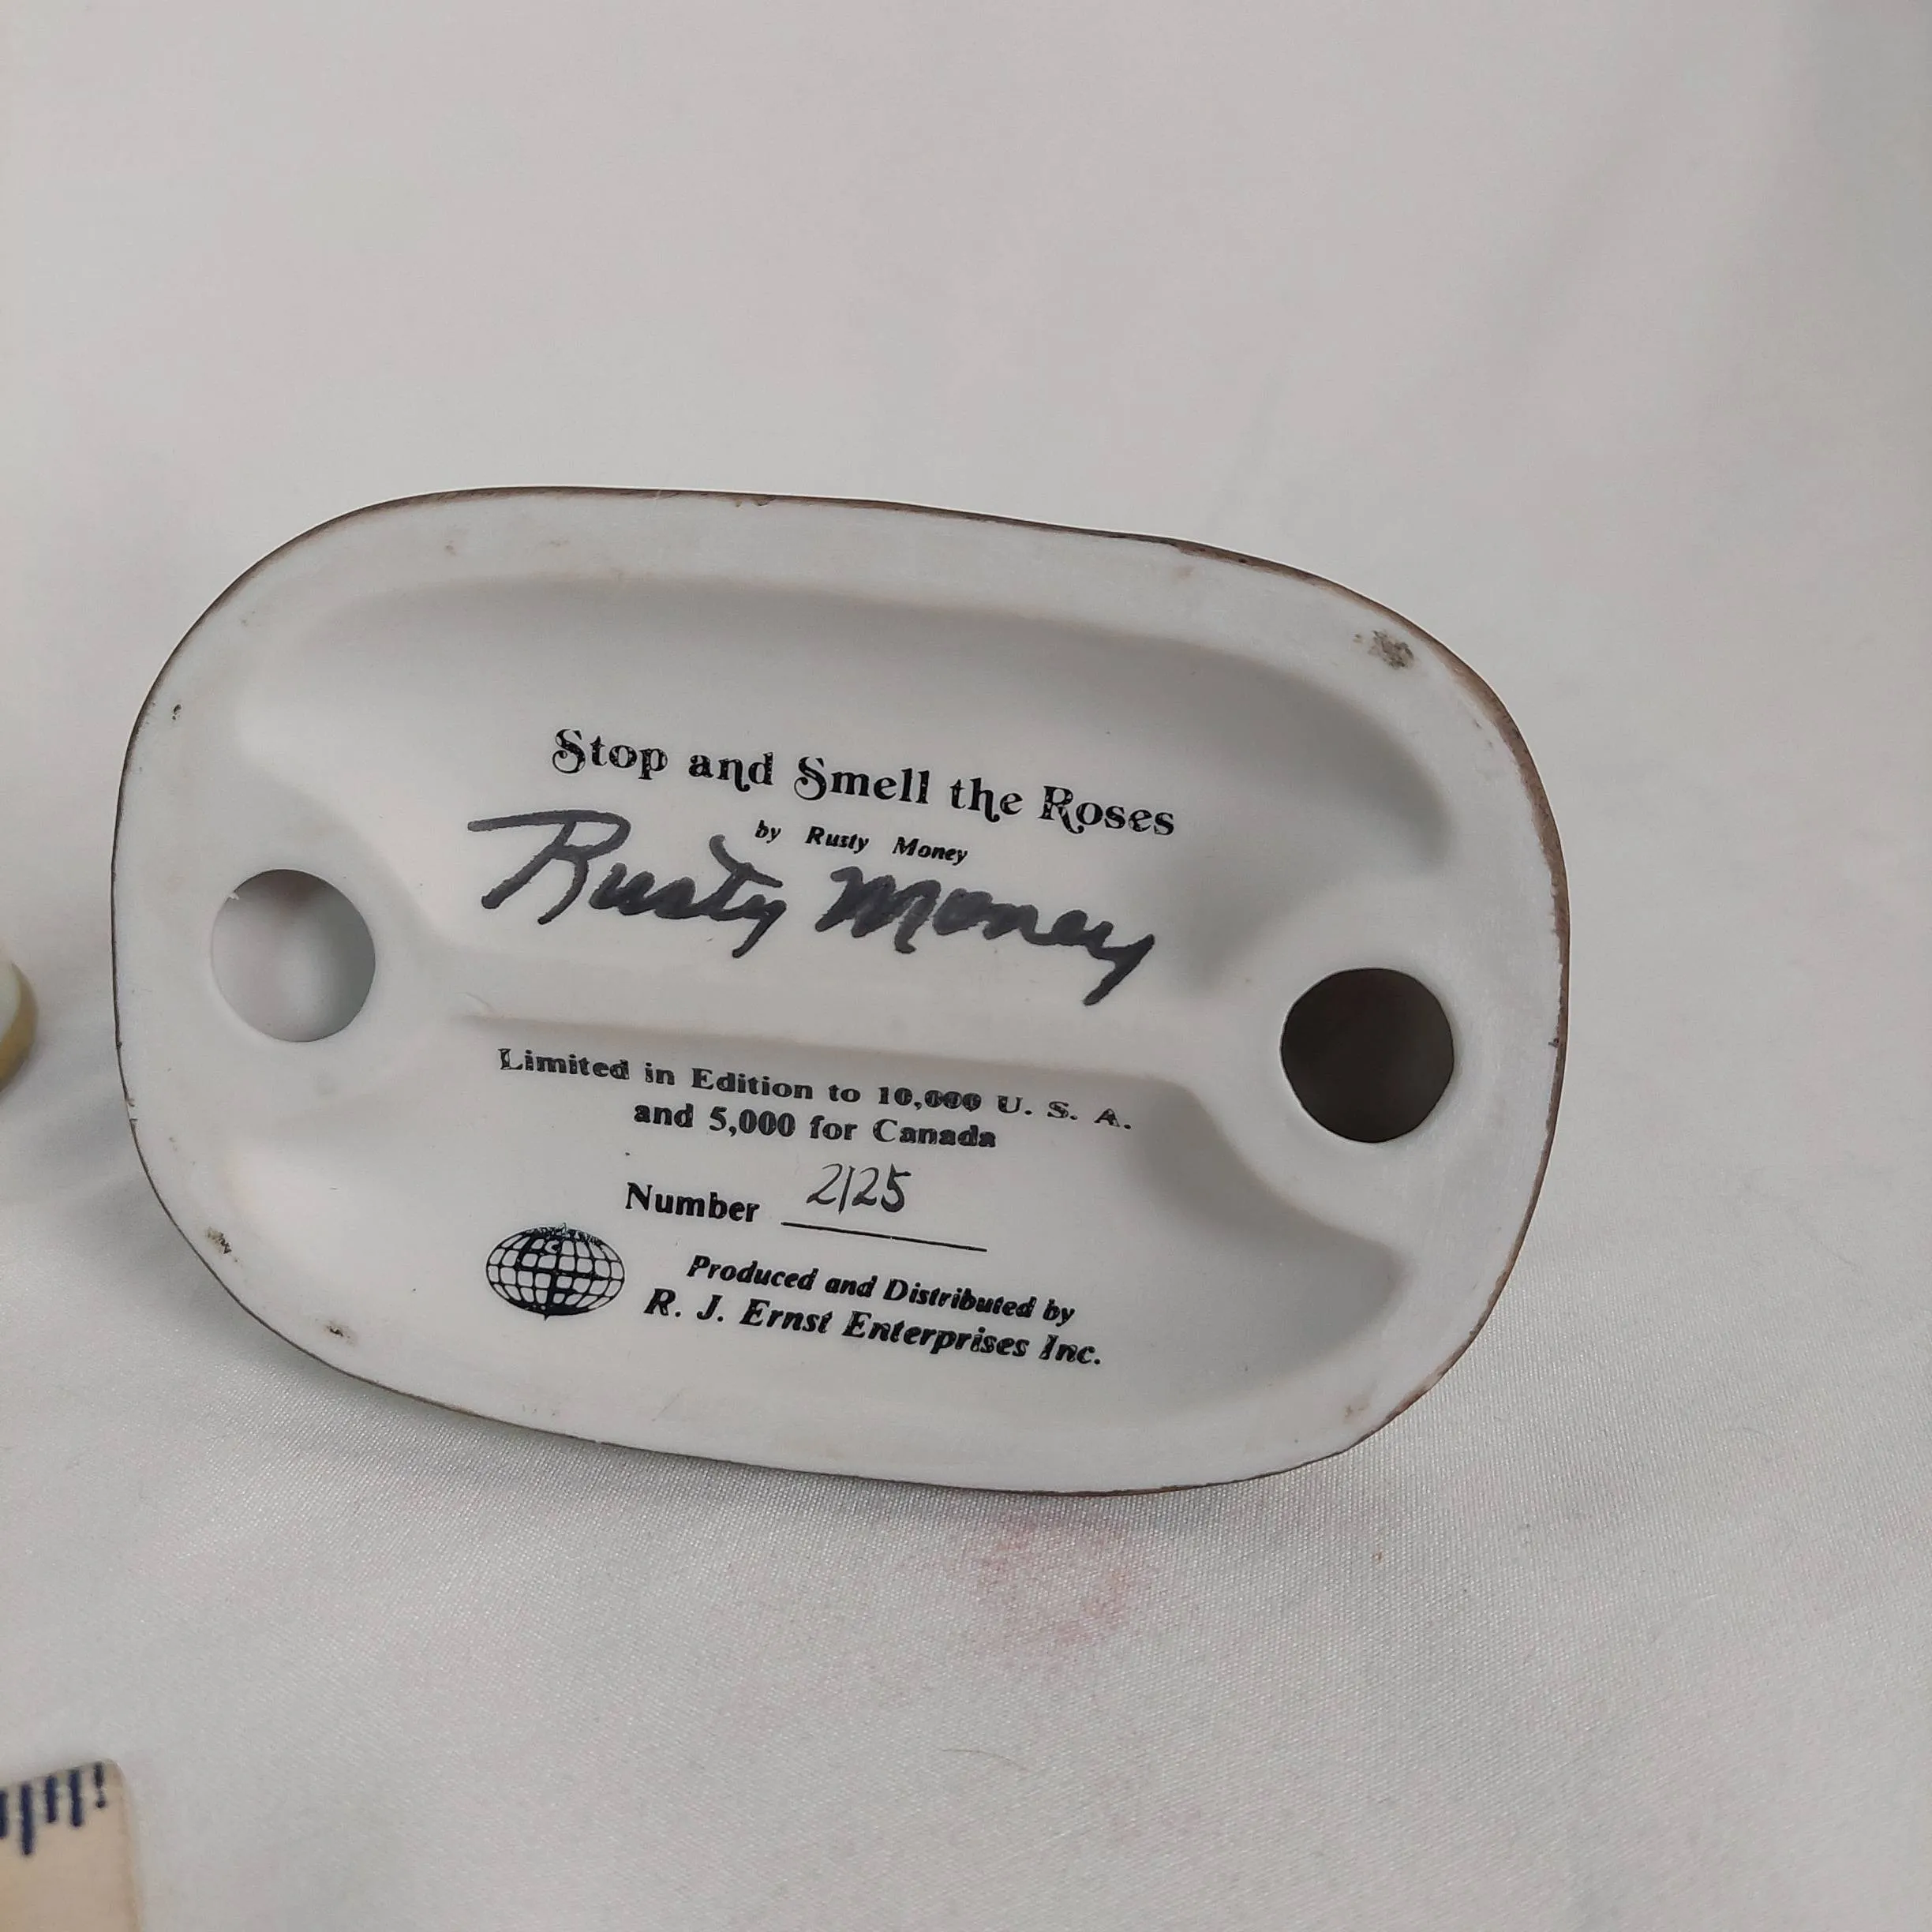 Stop and Smell the Roses
by Rusty Money
Rusty Money
Limited in Edition to 10,000 U. S. A.
and 5,000 for Canada
Number 2125
Produced and Distributed by
R. J. Ernst Enterprises Inc.